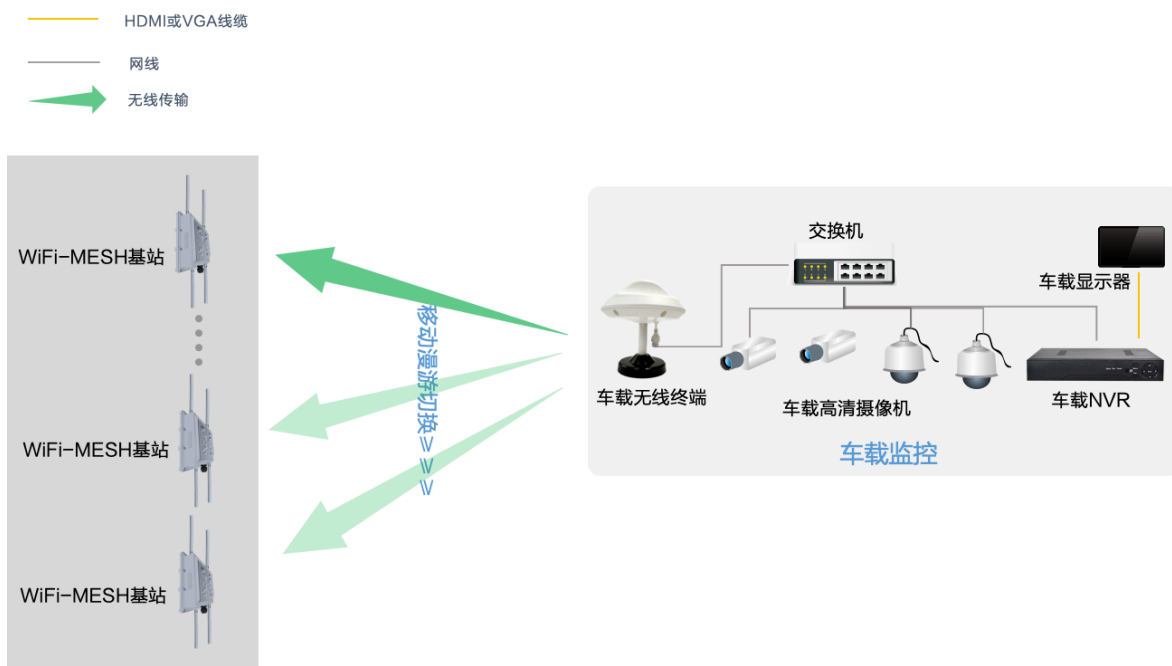 HDMI或VGA线缆
网线
无线传输
WiFi-MESH基站
WiFi-MESH基站
WiFi-MESH基站
移动漫游切换>>>
交换机
车载显示器
车载无线终端
车载高清摄像机
车载NVR
车载监控